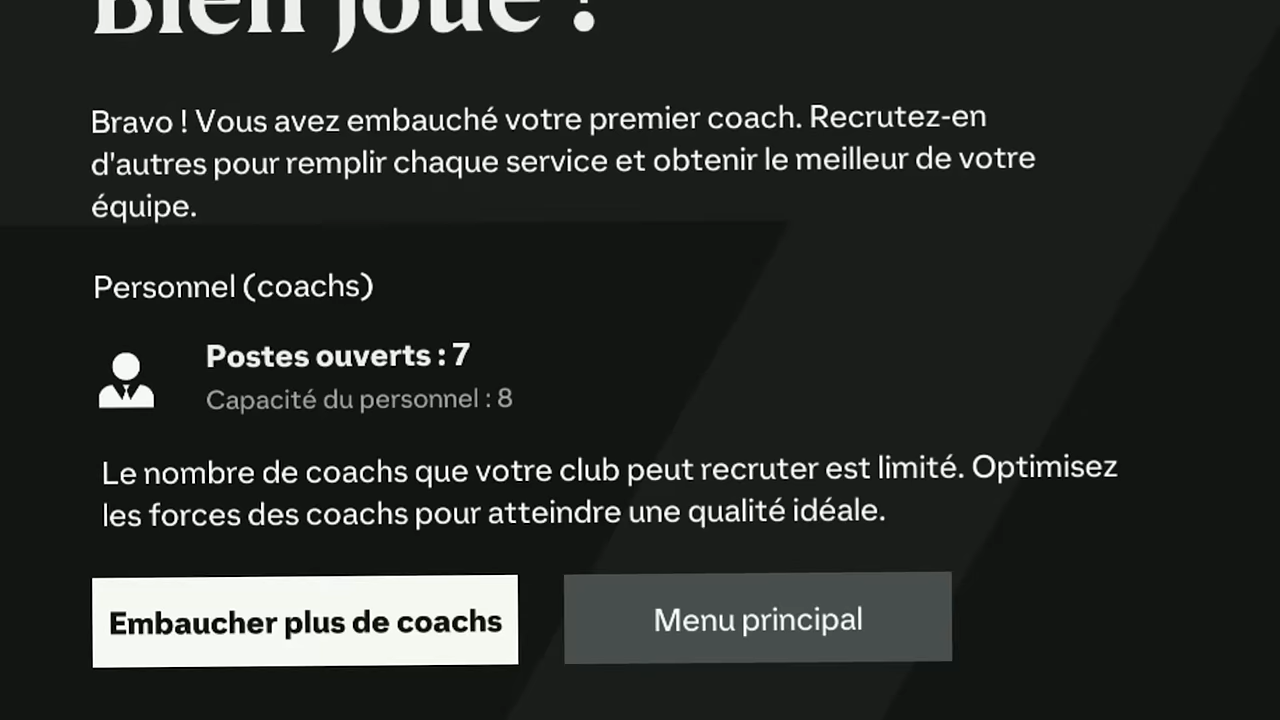 Bien joué !
Bravo ! Vous avez embauché votre premier coach. Recrutez-en
d'autres pour remplir chaque service et obtenir le meilleur de votre
équipe.
Personnel (coachs)
Postes ouverts : 7
Capacité du personnel : 8
Le nombre de coachs que votre club peut recruter est limité. Optimisez
les forces des coachs pour atteindre une qualité idéale.
Embaucher plus de coachs
Menu principal